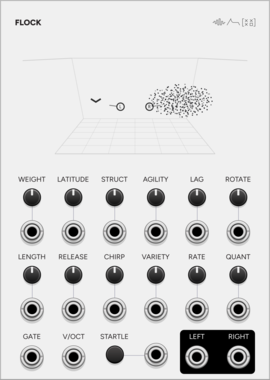 FLOCK
L
R
WEIGHT LATITUDE STRUCT AGILITY LAG ROTATE
LENGTH RELEASE CHIRP VARIETY RATE QUANT
GATE V/OCT STARTLE LEFT RIGHT